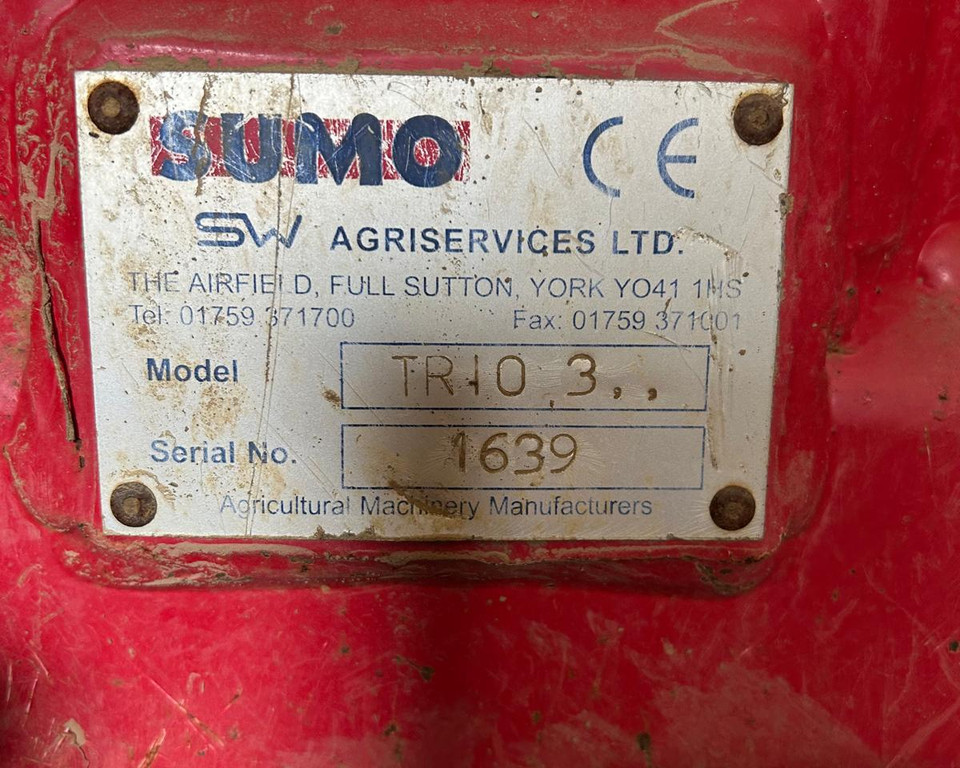 SUMO CE
SW AGRISERVICES LTD.
THE AIRFIELD, FULL SUTTON, YORK YO41 1HS
Tel: 01759 371700 Fax: 01759 371001
Model TRIO 3,,
Serial No. 1639
Agricultural Machinery Manufacturers